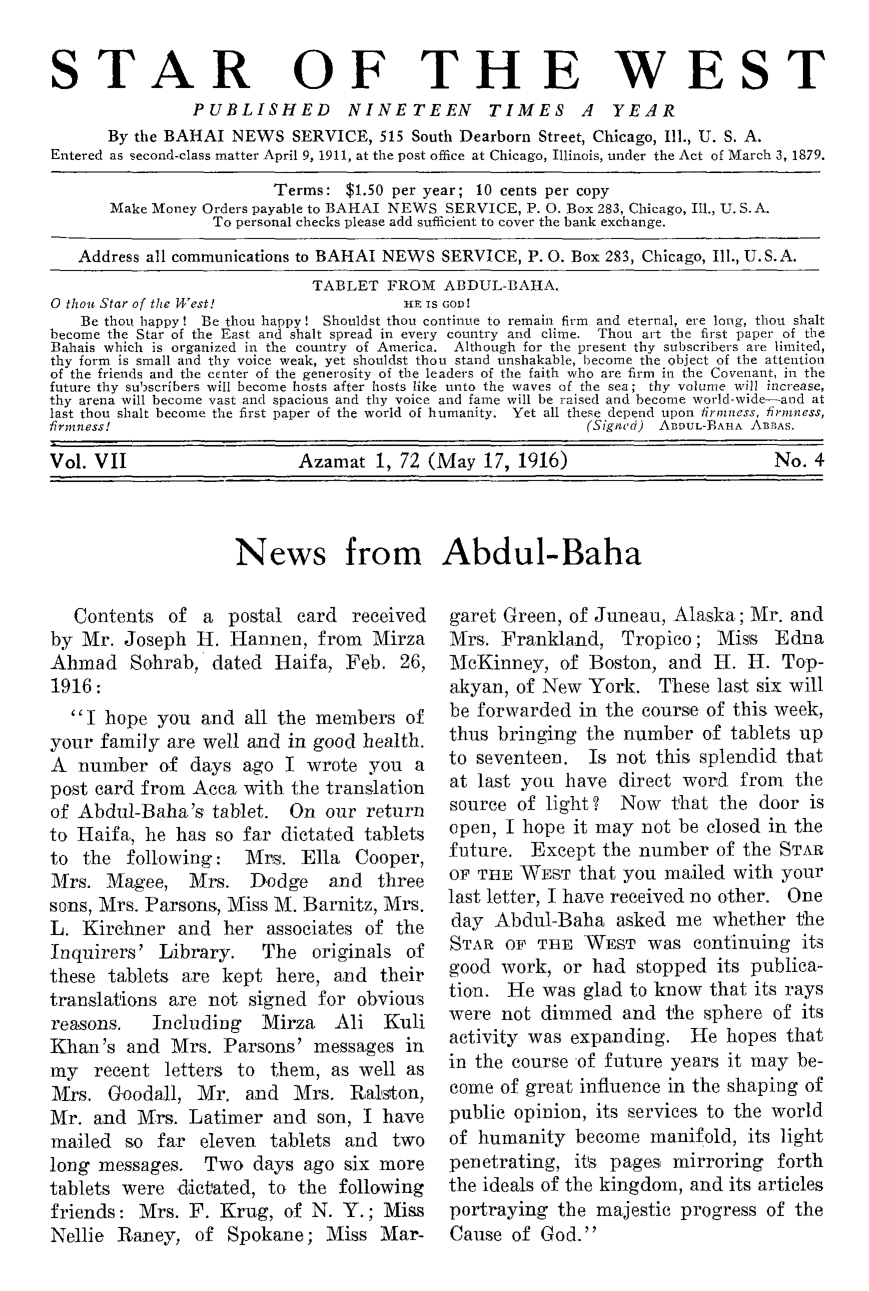 STAR OF THE WEST
PUBLISHED NINETEEN TIMES A YEAR
By the BAHAI NEWS SERVICE, 515 South Dearborn Street, Chicago, Ill., U. S. A.
Entered as second-class matter April 9, 1911, at the post office at Chicago, Illinois, under the Act of March 3, 1879.
Terms: $1.50 per year; 10 cents per copy
Make Money Orders payable to BAHAI NEWS SERVICE, P. O. Box 283, Chicago, Ill., U. S. A.
To personal checks please add sufficient to cover the bank exchange.
Address all communications to BAHAI NEWS SERVICE, P. O. Box 283, Chicago, Ill., U. S. A.
TABLET FROM ABDUL-BAHA.
O thou Star of the West! HE IS GOD!
Be thou happy! Be thou happy! Shouldst thou continue to remain firm and eternal, ere long, thou shalt
become the Star of the East and shalt spread in every country and clime. Thou art the first paper of the
Bahais which is organized in the country of America. Although for the present thy subscribers are limited,
thy form is small and thy voice weak, yet shouldst thou stand unshakable, become the object of the attention
of the friends and the center of the generosity of the leaders of the faith who are firm in the Covenant, in the
future thy subscribers will become hosts after hosts like unto the waves of the sea; thy volume will increase,
thy arena will become vast and spacious and thy voice and fame will be raised and become world-wide—and at
last thou shalt become the first paper of the world of humanity. Yet all these depend upon firmness, firmness,
firmness! (Signed) ABDUL-BAHA ABBAS.
Vol. VII Azamat 1, 72 (May 17, 1916) No. 4
News from Abdul-Baha
Contents of a postal card received
by Mr. Joseph H. Hannen, from Mirza
Ahmad Sohrab, dated Haifa, Feb. 26,
1916:
"I hope you and all the members of
your family are well and in good health.
A number of days ago I wrote you a
post card from Acca with the translation
of Abdul-Baha's tablet. On our return
to Haifa, he has so far dictated tablets
to the following: Mrs. Ella Cooper,
Mrs. Magee, Mrs. Dodge and three
sons, Mrs. Parsons, Miss M. Barnitz, Mrs.
L. Kirchner and her associates of the
Inquirers' Library. The originals of
these tablets are kept here, and their
translations are not signed for obvious
reasons. Including Mirza Ali Kuli
Khan's and Mrs. Parsons' messages in
my recent letters to them, as well as
Mrs. Goodall, Mr. and Mrs. Ralston,
Mr. and Mrs. Latimer and son, I have
mailed so far eleven tablets and two
long messages. Two days ago six more
tablets were dictated, to the following
friends: Mrs. F. Krug, of N. Y.; Miss
Nellie Raney, of Spokane; Miss Mar-
garet Green, of Juneau, Alaska; Mr. and
Mrs. Frankland, Tropico; Miss Edna
McKinney, of Boston, and H. H. Top-
akyan, of New York. These last six will
be forwarded in the course of this week,
thus bringing the number of tablets up
to seventeen. Is not this splendid that
at last you have direct word from the
source of light? Now that the door is
open, I hope it may not be closed in the
future. Except the number of the STAR
OF THE WEST that you mailed with your
last letter, I have received no other. One
day Abdul-Baha asked me whether the
STAR OF THE WEST was continuing its
good work, or had stopped its publica-
tion. He was glad to know that its rays
were not dimmed and the sphere of its
activity was expanding. He hopes that
in the course of future years it may be-
come of great influence in the shaping of
public opinion, its services to the world
of humanity become manifold, its light
penetrating, its pages mirroring forth
the ideals of the kingdom, and its articles
portraying the majestic progress of the
Cause of God."